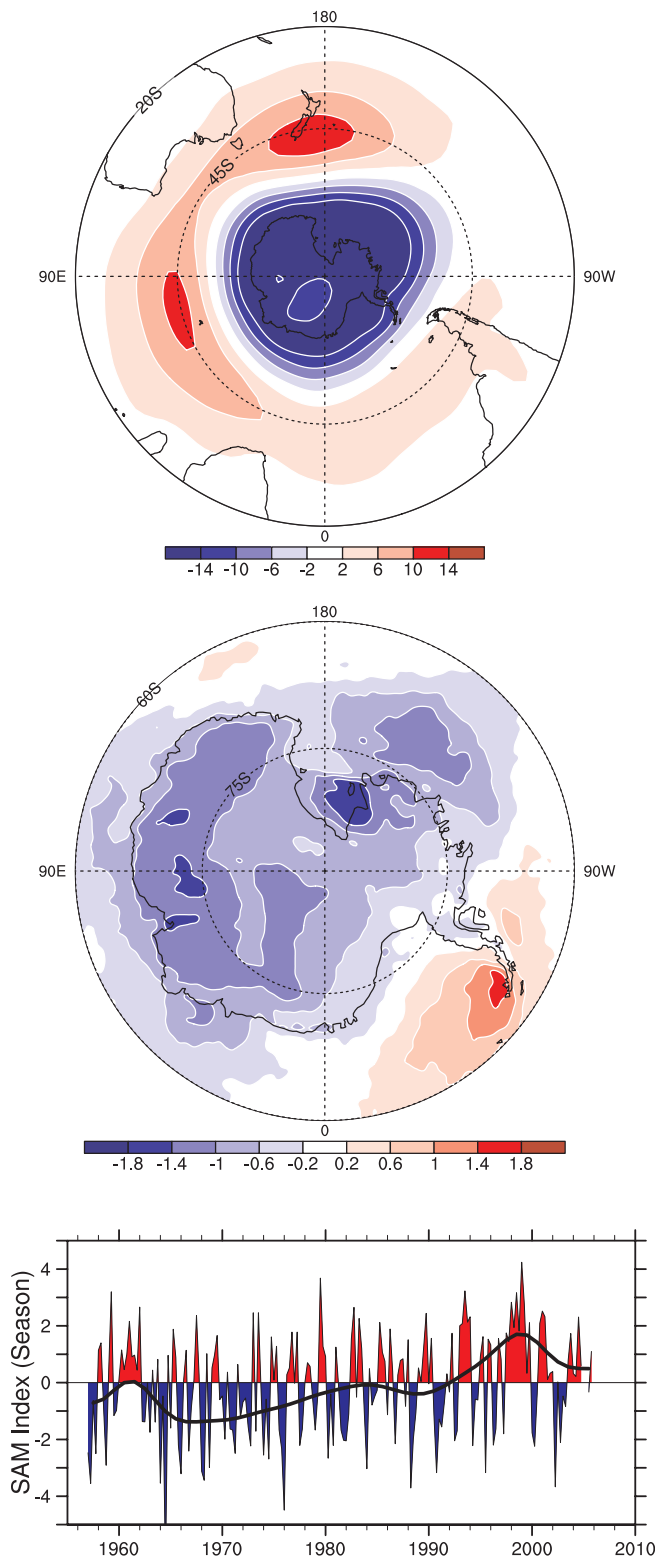 180
20S
45S
90E
90W
0
-14 -10 -6 -2 2 6 10 14
180
60S
75S
90E
90W
0
-1.8 -1.4 -1 -0.6 -0.2 0.2 0.6 1 1.4 1.8
SAM Index (Season)
4
2
0
-2
-4
1960 1970 1980 1990 2000 2010